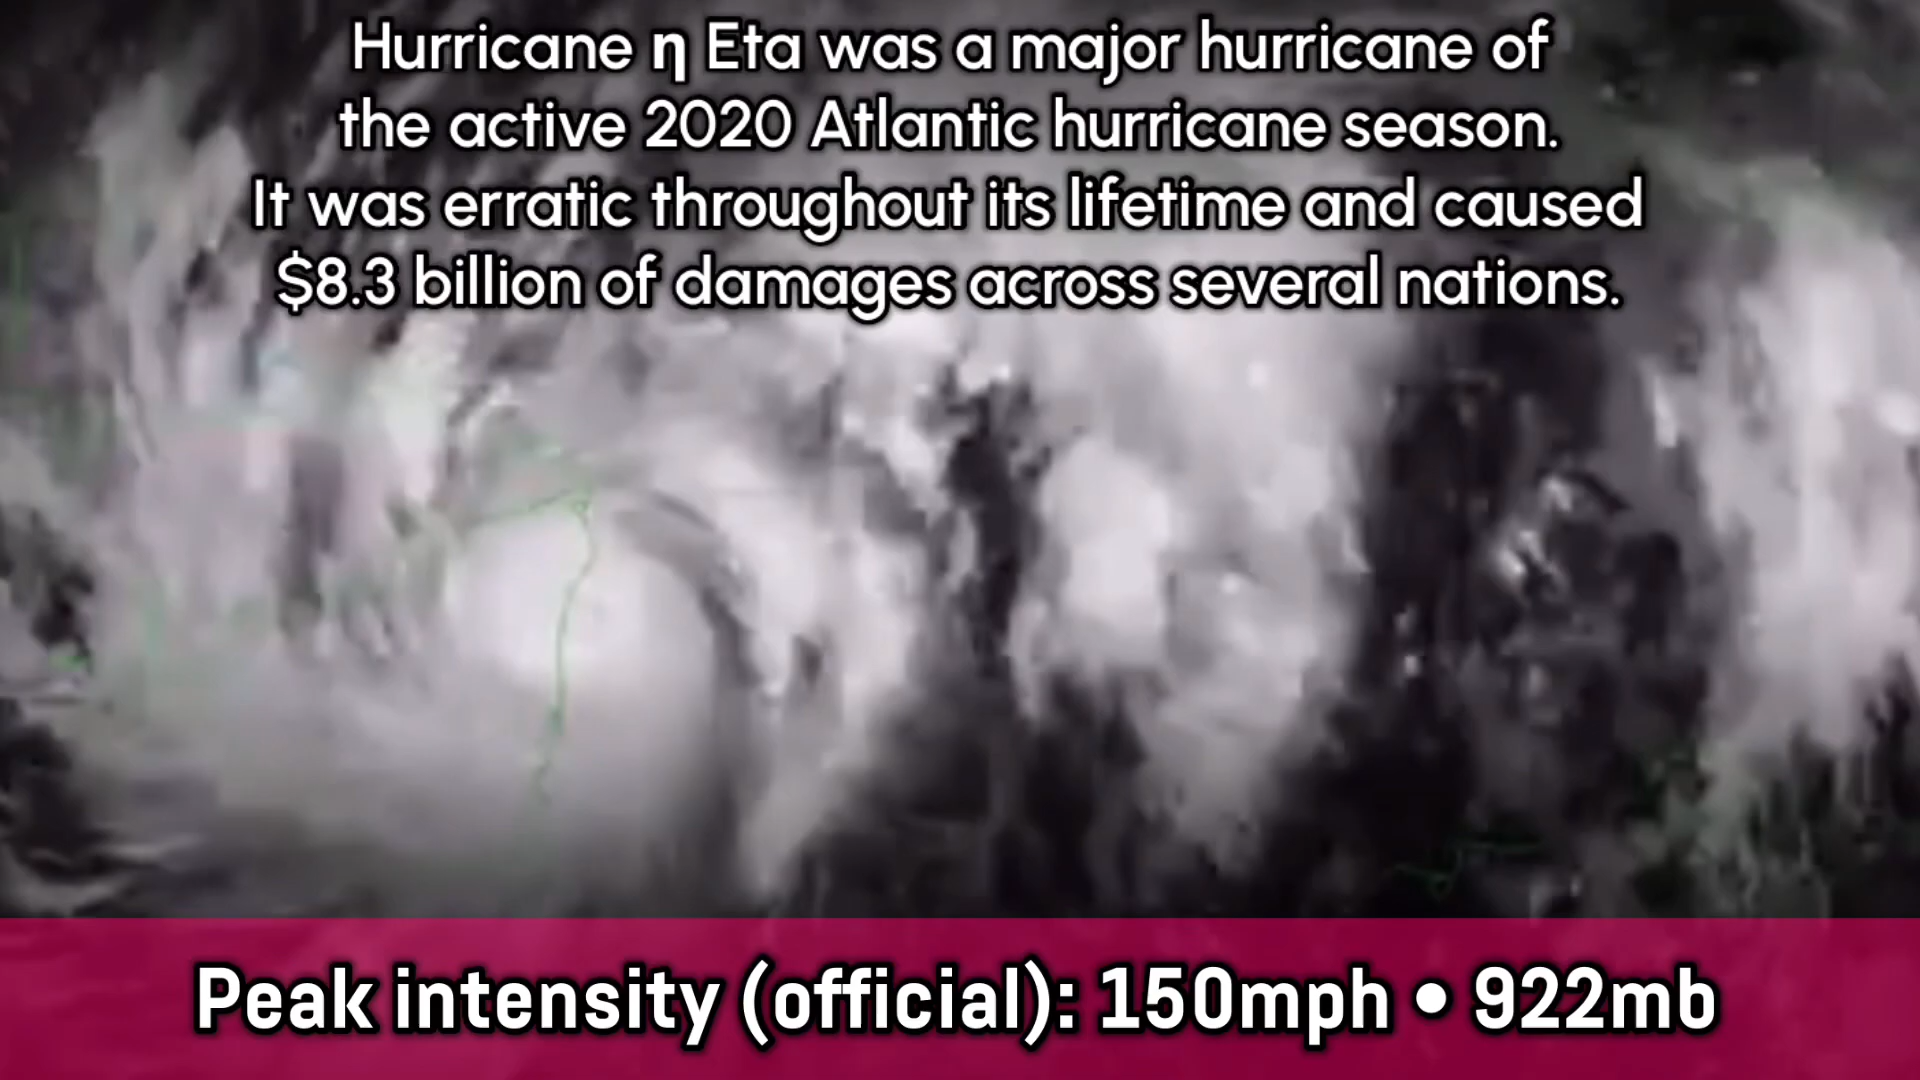 Hurricane η Eta was a major hurricane of
the active 2020 Atlantic hurricane season.
It was erratic throughout its lifetime and caused
$8.3 billion of damages across several nations.
Peak intensity (official): 150mph • 922mb